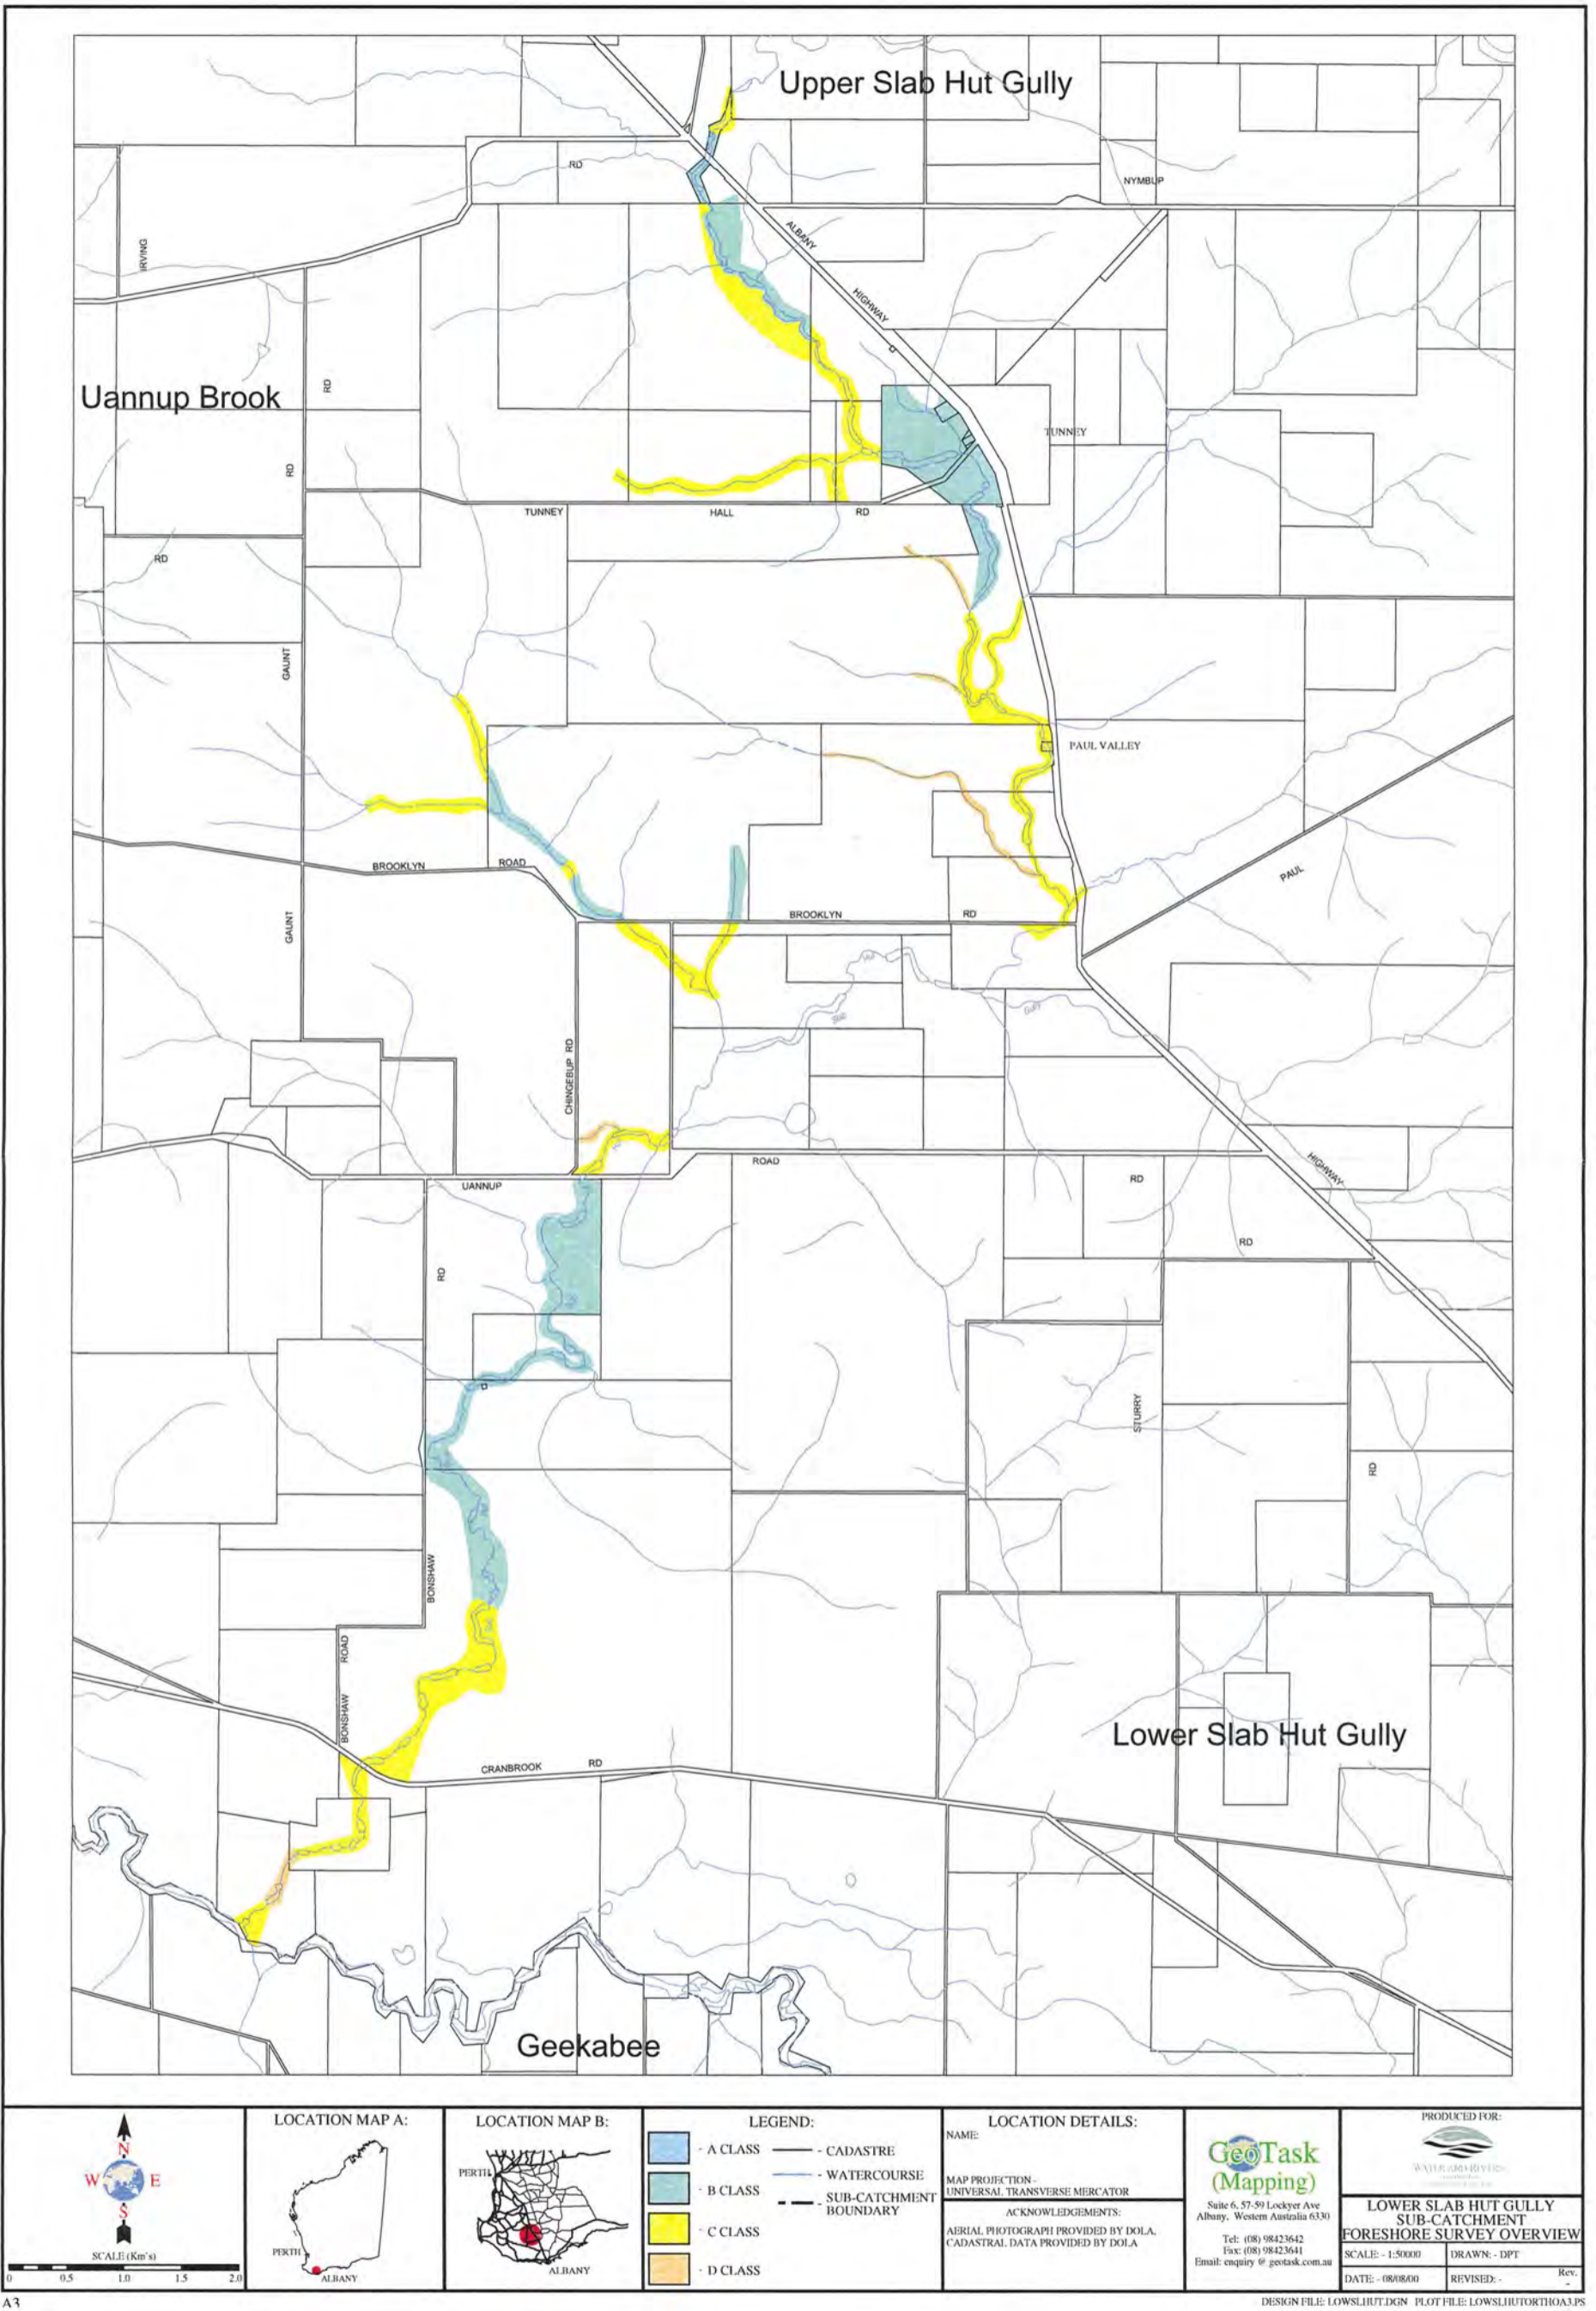 Upper Slab Hut Gully
RD
NYMBUP
IRVING
ALBANY
HIGHWAY
Uannup Brook
RD
TUNNEY
RD
TUNNEY
HALL
RD
RD
GAUNT
PAUL VALLEY
BROOKLYN
ROAD
PAUL
GAUNT
BROOKLYN
RD
Slab
Hut
Gully
CHINGEBUP RD
ROAD
HIGHWAY
UANNUP
RD
RD
RD
STURRY
RD
BONSHAW
ROAD
BONSHAW
Lower Slab Hut Gully
CRANBROOK
RD
Geekabee
N
W
E
S
SCALE (Km's)
0
0.5
1.0
1.5
2.0
LOCATION MAP A:
PERTH
ALBANY
LOCATION MAP B:
PERTH
ALBANY
LEGEND:
- A CLASS
- B CLASS
- C CLASS
- D CLASS
- CADASTRE
- WATERCOURSE
- SUB-CATCHMENT
BOUNDARY
LOCATION DETAILS:
NAME:
MAP PROJECTION -
UNIVERSAL TRANSVERSE MERCATOR
ACKNOWLEDGEMENTS:
AERIAL PHOTOGRAPH PROVIDED BY DOLA.
CADASTRAL DATA PROVIDED BY DOLA
GeoTask
(Mapping)
Suite 6, 57-59 Lockyer Ave
Albany, Western Australia 6330
Tel: (08) 98423642
Fax: (08) 98423641
Email: enquiry @ geotask.com.au
PRODUCED FOR:
WATER AND RIVERS
LOWER SLAB HUT GULLY
SUB-CATCHMENT
FORESHORE SURVEY OVERVIEW
SCALE: - 1:50000
DRAWN: - DPT
DATE: - 08/08/00
REVISED: -
Rev.
-
A3
DESIGN FILE: LOWSLHUT.DGN PLOT FILE: LOWSLHUTORTHOA3.PS